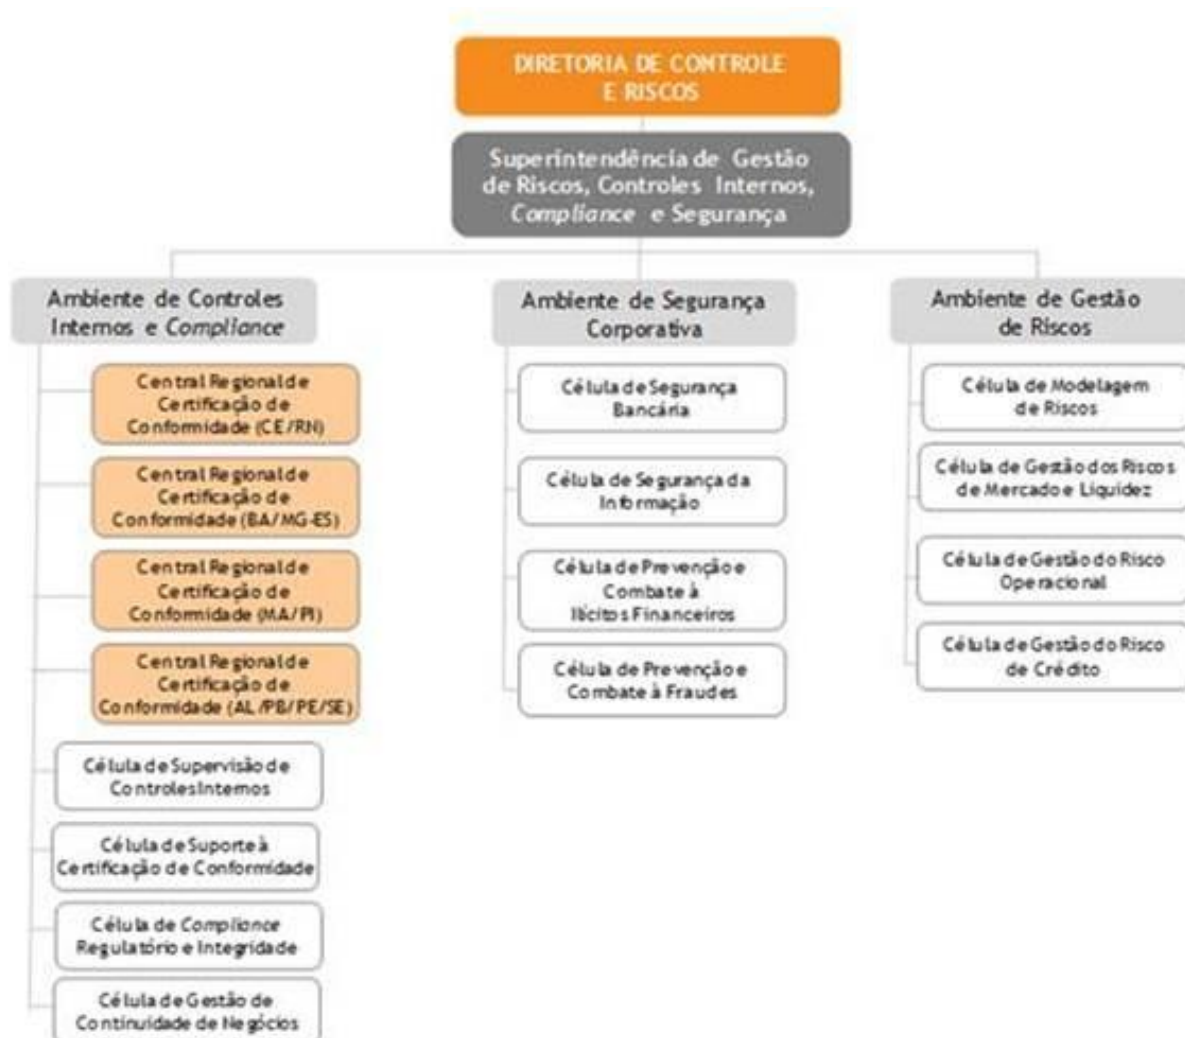 DIRETORIA DE CONTROLE
E RISCOS
Superintendência de Gestão
de Riscos, Controles Internos,
Compliance e Segurança
Ambiente de Controles
Internos e Compliance
Central Regional de
Certificação de
Conformidade (CE/RN)
Central Regional de
Certificação de
Conformidade (BA/MG-ES)
Central Regional de
Certificação de
Conformidade (MA/PI)
Central Regional de
Certificação de
Conformidade (AL/PB/PE/SE)
Célula de Supervisão de
Controles Internos
Célula de Suporte à
Certificação de Conformidade
Célula de Compliance
Regulatório e Integridade
Célula de Gestão de
Continuidade de Negócios
Ambiente de Segurança
Corporativa
Célula de Segurança
Bancária
Célula de Segurança da
Informação
Célula de Prevenção e
Combate à
Ilícitos Financeiros
Célula de Prevenção e
Combate à Fraudes
Ambiente de Gestão
de Riscos
Célula de Modelagem
de Riscos
Célula de Gestão dos Riscos
de Mercado e Liquidez
Célula de Gestão do Risco
Operacional
Célula de Gestão do Risco
de Crédito